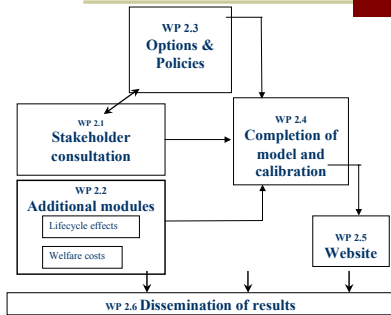 WP 2.3
Options &
Policies
WP 2.1
Stakeholder
consultation
WP 2.4
Completion of
model and
calibration
WP 2.2
Additional modules
Lifecycle effects
Welfare costs
WP 2.5
Website
WP 2.6 Dissemination of results